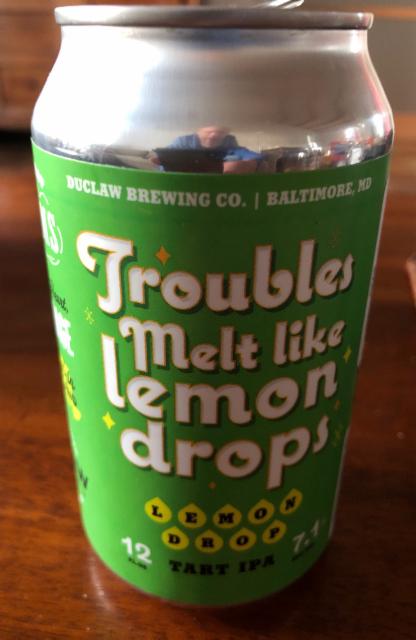 DUCLAW BREWING CO. | BALTIMORE, MD
Troubles
Melt like
lemon
drops
LEMON
DROP
12
7.1
TART IPA